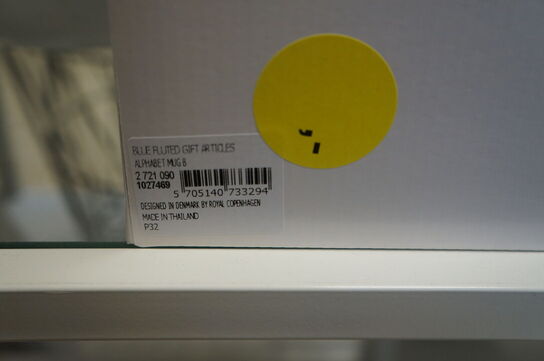 BLUE FLUTED GIFT ARTICLES
ALPHABET MUG B
2 721 090
1027469
5 705140 733294
DESIGNED IN DENMARK BY ROYAL COPENHAGEN
MADE IN THAILAND
P32